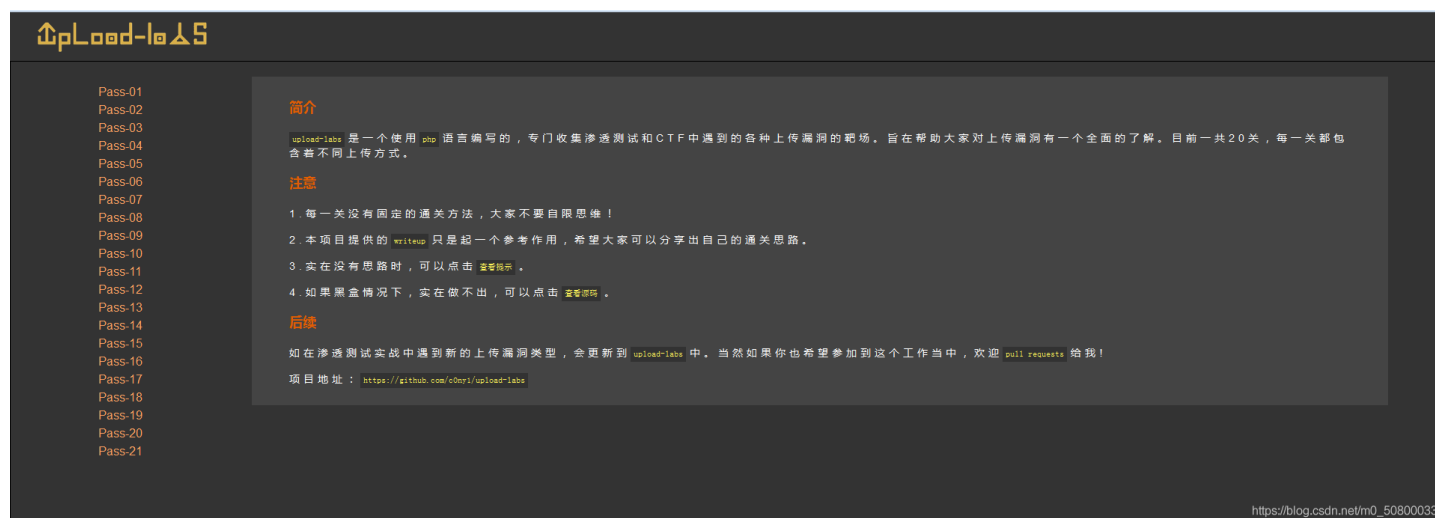 Upload-labs
Pass-01
Pass-02
Pass-03
Pass-04
Pass-05
Pass-06
Pass-07
Pass-08
Pass-09
Pass-10
Pass-11
Pass-12
Pass-13
Pass-14
Pass-15
Pass-16
Pass-17
Pass-18
Pass-19
Pass-20
Pass-21
简介
upload-labs 是一个使用 php 语言编写的，专门收集渗透测试和CTF中遇到的各种上传漏洞的靶场。旨在帮助大家对上传漏洞有一个全面的了解。目前一共20关，每一关都包
含着不同上传方式。
注意
1.每一关没有固定的通关方法，大家不要自限思维！
2.本项目提供的 writeup 只是起一个参考作用，希望大家可以分享出自己的通关思路。
3.实在没有思路时，可以点击 查看提示 。
4.如果黑盒情况下，实在做不出，可以点击 查看源码 。
后续
如在渗透测试实战中遇到新的上传漏洞类型，会更新到 upload-labs 中。当然如果你也希望参加到这个工作当中，欢迎 pull requests 给我!
项目地址： https://github.com/c0ny1/upload-labs
https://blog.csdn.net/m0_50800033